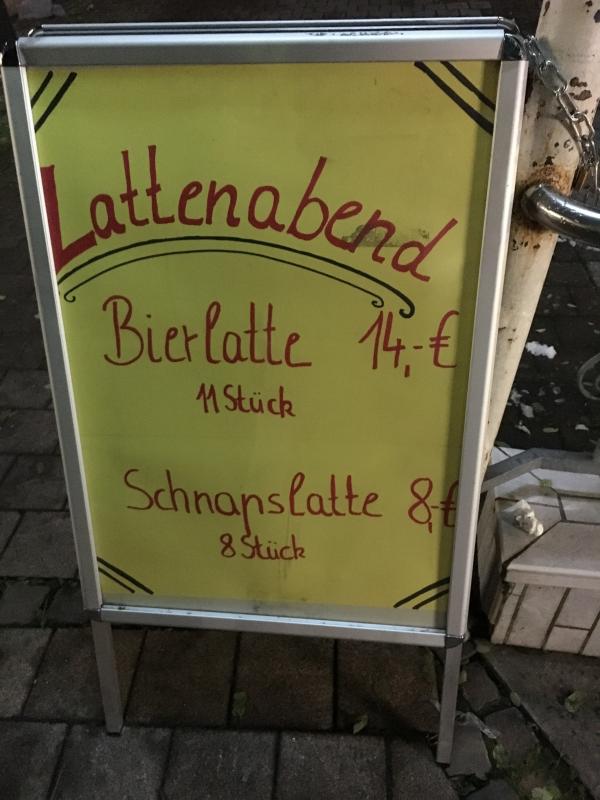 Lattenabend
Bierlatte 14,-€
11 Stück
Schnapslatte 8,-€
8 Stück